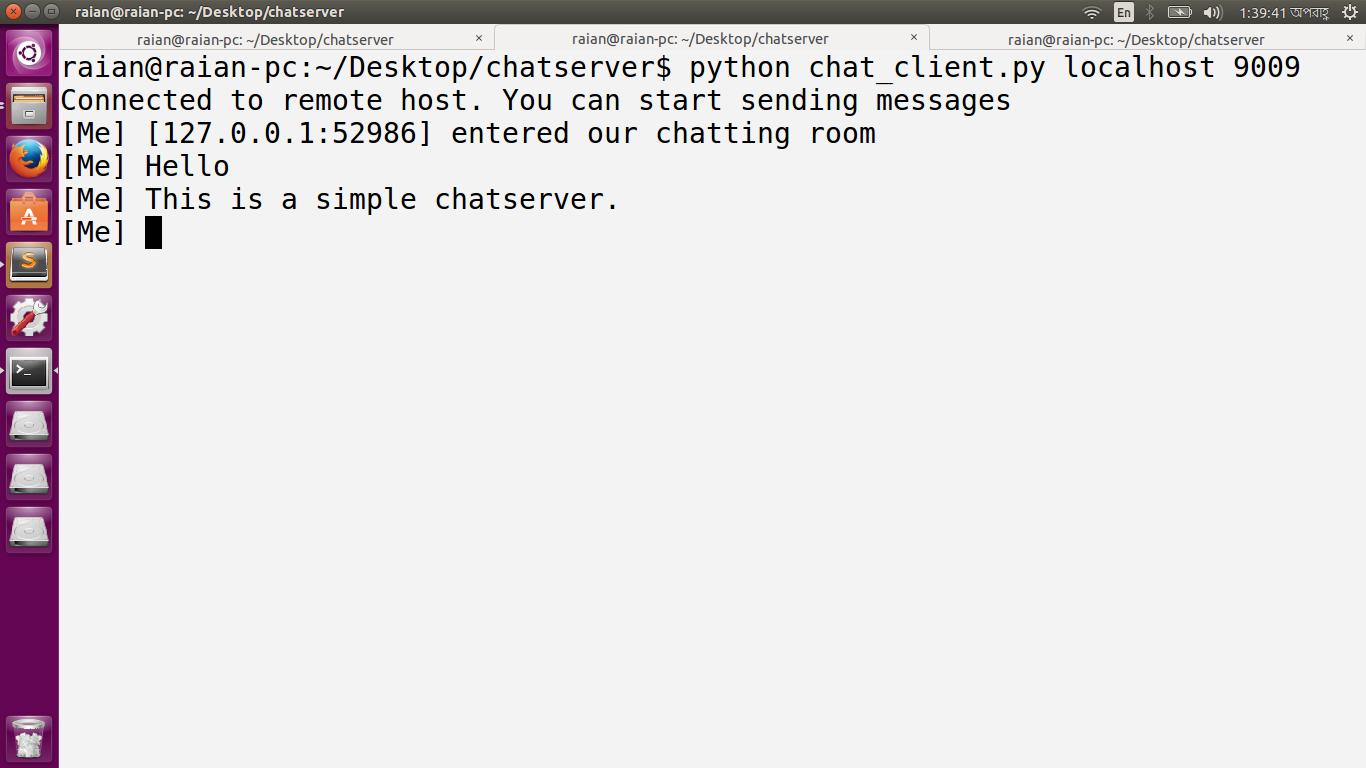 raian@raian-pc: ~/Desktop/chatserver
En
1:39:41 অপরাহ্ণ
raian@raian-pc: ~/Desktop/chatserver ×
raian@raian-pc: ~/Desktop/chatserver ×
raian@raian-pc: ~/Desktop/chatserver ×
raian@raian-pc:~/Desktop/chatserver$ python chat_client.py localhost 9009
Connected to remote host. You can start sending messages
[Me] [127.0.0.1:52986] entered our chatting room
[Me] Hello
[Me] This is a simple chatserver.
[Me]